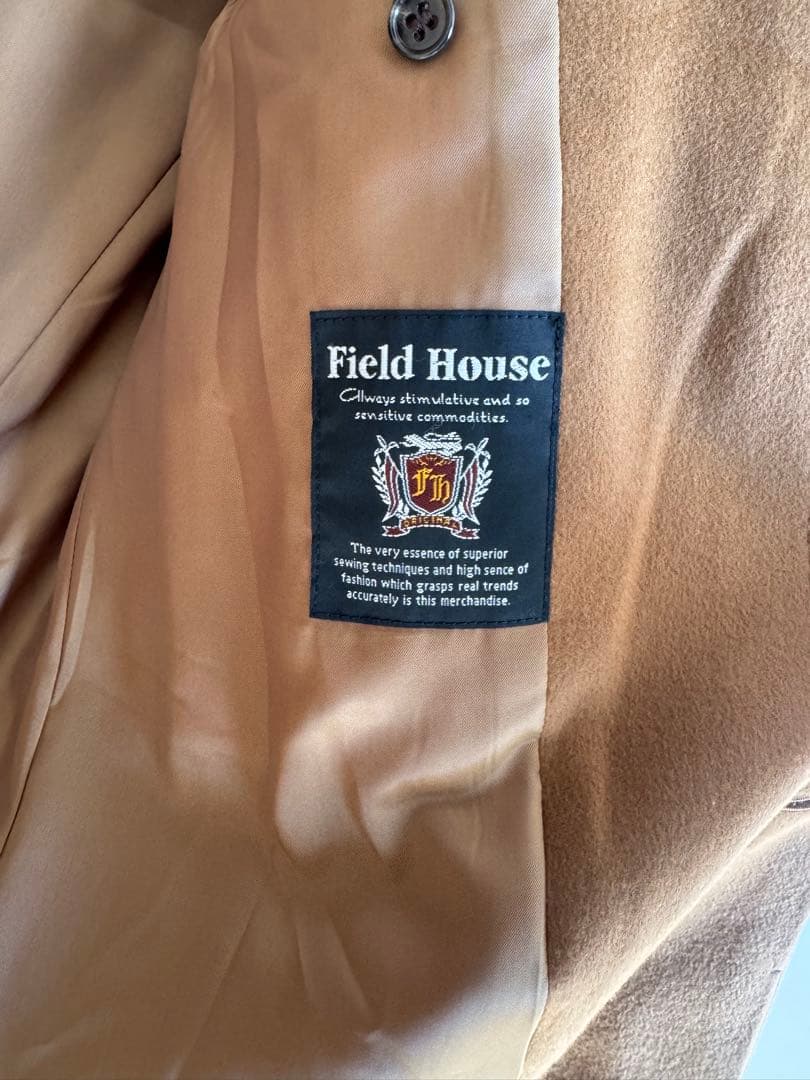 Field House
Always stimulative and so
sensitive commodities.
Fh
ORIGINAL
The very essence of superior
sewing techniques and high sence of
fashion which grasps real trends
accurately is this merchandise.